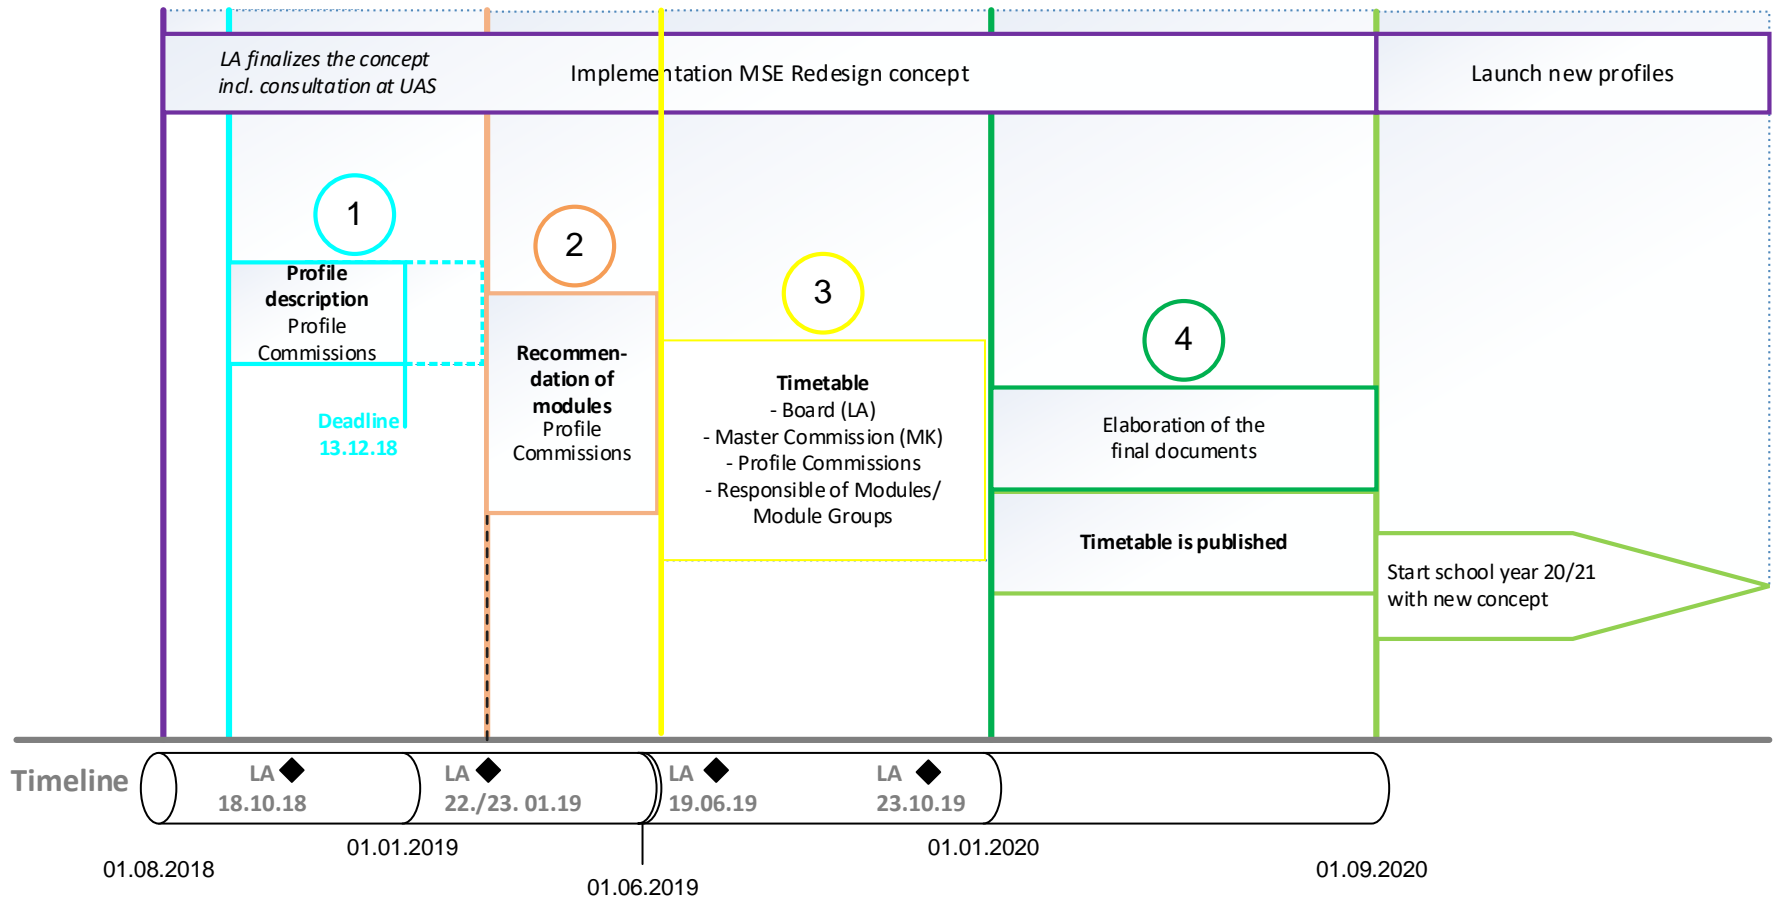 LA finalizes the concept
incl. consultation at UAS
Implementation MSE Redesign concept
Launch new profiles
1
Profile
description
Profile
Commissions
Deadline
13.12.18
2
Recommen-
dation of
modules
Profile
Commissions
3
Timetable
- Board (LA)
- Master Commission (MK)
- Profile Commissions
- Responsible of Modules/
Module Groups
4
Elaboration of the
final documents
Timetable is published
Start school year 20/21
with new concept
Timeline
LA
18.10.18
LA
22./23. 01.19
LA
19.06.19
LA
23.10.19
01.08.2018
01.01.2019
01.06.2019
01.01.2020
01.09.2020